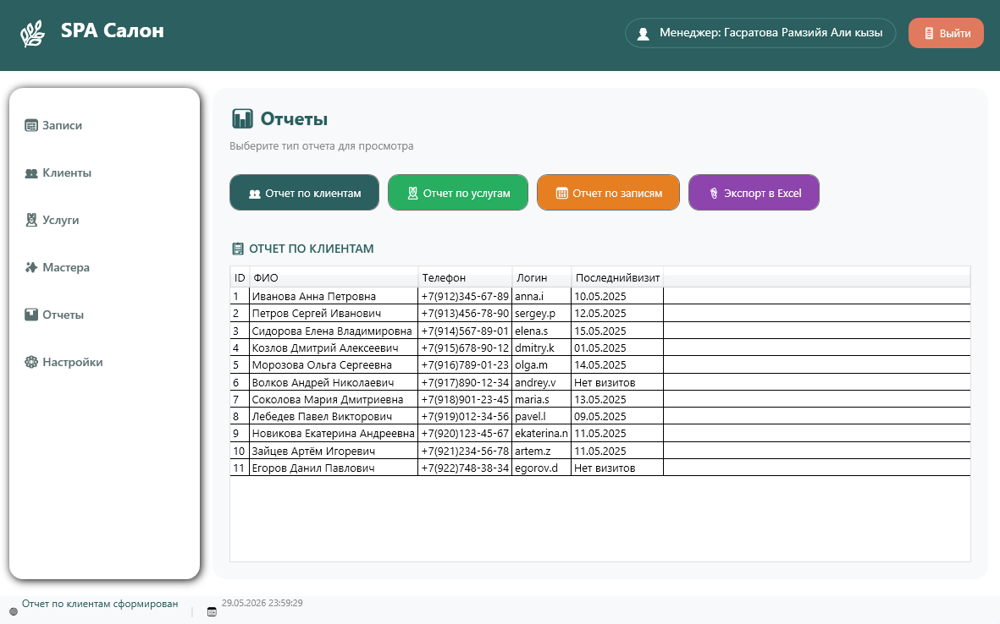 SPA Салон
Менеджер: Гасратова Рамзийя Али кызы
Выйти
Записи
Клиенты
Услуги
Мастера
Отчеты
Настройки
Отчеты
Выберите тип отчета для просмотра
Отчет по клиентам
Отчет по услугам
Отчет по записям
Экспорт в Excel
ОТЧЕТ ПО КЛИЕНТАМ
ID ФИО Телефон Логин Последнийвизит
1 Иванова Анна Петровна +7(912)345-67-89 anna.i 10.05.2025
2 Петров Сергей Иванович +7(913)456-78-90 sergey.p 12.05.2025
3 Сидорова Елена Владимировна +7(914)567-89-01 elena.s 15.05.2025
4 Козлов Дмитрий Алексеевич +7(915)678-90-12 dmitry.k 01.05.2025
5 Морозова Ольга Сергеевна +7(916)789-01-23 olga.m 14.05.2025
6 Волков Андрей Николаевич +7(917)890-12-34 andrey.v Нет визитов
7 Соколова Мария Дмитриевна +7(918)901-23-45 maria.s 13.05.2025
8 Лебедев Павел Викторович +7(919)012-34-56 pavel.l 09.05.2025
9 Новикова Екатерина Андреевна +7(920)123-45-67 ekaterina.n 11.05.2025
10 Зайцев Артём Игоревич +7(921)234-56-78 artem.z 11.05.2025
11 Егоров Данил Павлович +7(922)748-38-34 egorov.d Нет визитов
Отчет по клиентам сформирован
29.05.2026 23:59:29